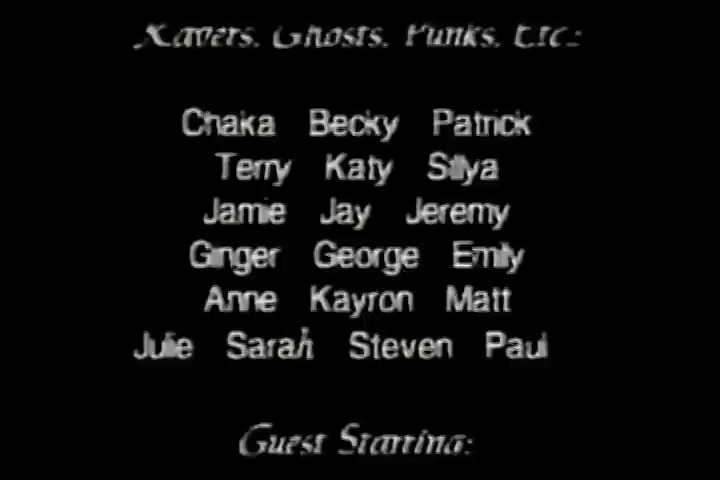 Ravers, Ghosts, Punks, Etc.:
Chaka Becky Patrick
Terry Katy Silya
Jamie Jay Jeremy
Ginger George Emily
Anne Kayron Matt
Julie Sarah Steven Paul
Guest Starring: